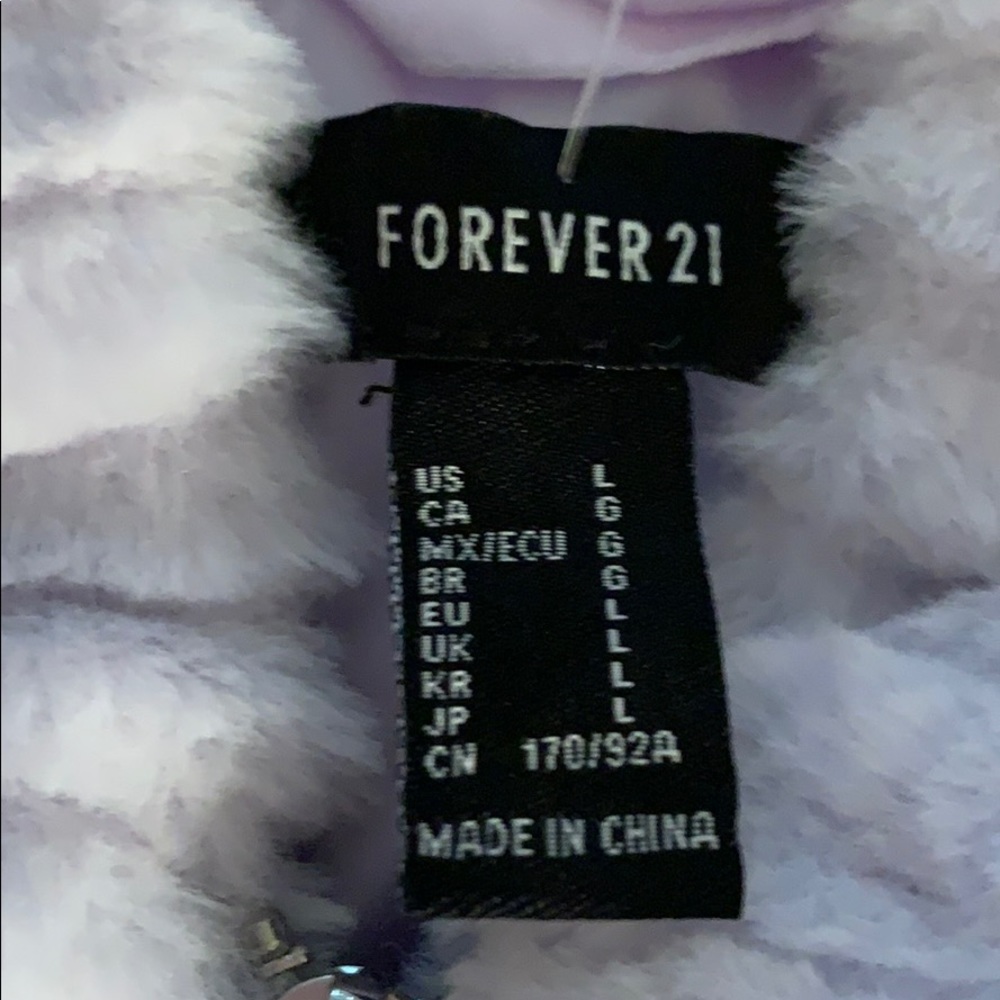 FOREVER 21
US L
CA G
MX/ECU G
BR G
EU L
UK L
KR L
JP L
CN 170/92A
MADE IN CHINA